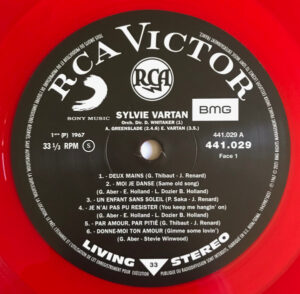 RCA VICTOR
SONY MUSIC
RCA
BMG
SYLVIE VARTAN
Orch. Dir. D. WHITAKER (1)
A. GREENSLADE (2.4.6) E. VARTAN (3.5.)
1ère (P) 1967
33 1/3 RPM S
441.029 A
441.029
Face 1
1. - DEUX MAINS (G. Thibaut - J. Renard)
2. - MOI JE DANSE (Same old song)
(G. Aber - E. Holland - L. Dozier B. Holland)
3. - UN ENFANT SANS SOLEIL (P. Saka - J. Renard)
4. - JE N'AI PAS PU RESISTER (You keep me hangin' on)
(G. Aber - E. Holland - L. Dozier B. Holland)
5. - PAR AMOUR, PAR PITIÉ (G. Thibaut - J. Renard)
6. - DONNE-MOI TON AMOUR (Gimme some lovin')
(G. Aber - Stevie Winwood)
LIVING 33 STEREO